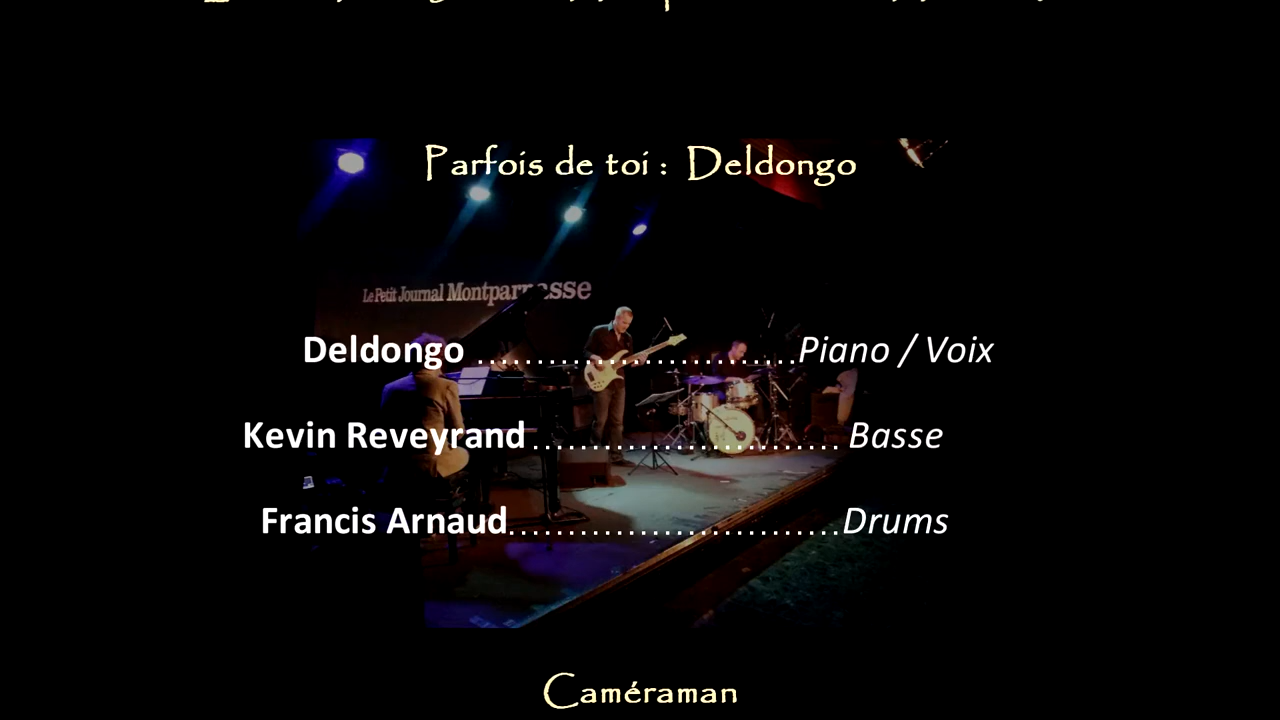 Parfois de toi : Deldongo
Le Petit Journal Montparnasse
Deldongo ...........................Piano / Voix
Kevin Reveyrand .......................... Basse
Francis Arnaud............................Drums
Caméraman